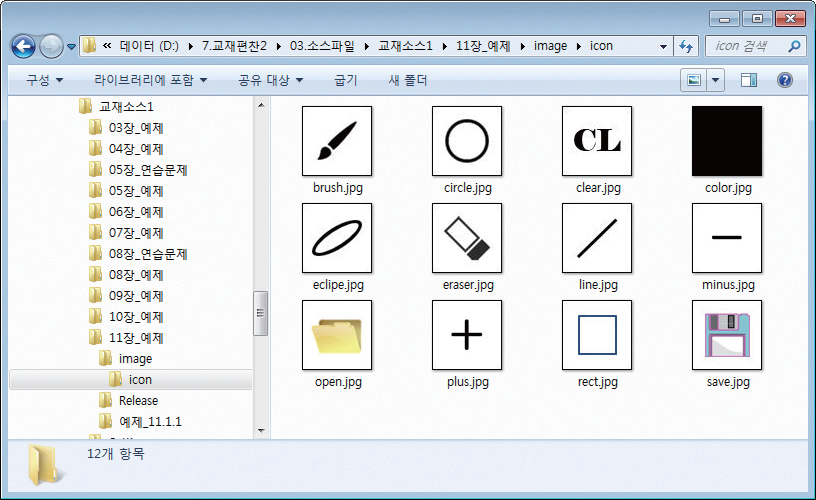 « 데이터 (D:) ▸ 7.교재편찬2 ▸ 03.소스파일 ▸ 교재소스1 ▸ 11장_예제 ▸ image ▸ icon
icon 검색
구성 라이브러리에 포함 공유 대상 굽기 새 폴더
교재소스1
03장_예제
04장_예제
05장_연습문제
05장_예제
06장_예제
07장_예제
08장_연습문제
08장_예제
09장_예제
10장_예제
11장_예제
image
icon
Release
예제_11.1.1
CL
brush.jpg circle.jpg clear.jpg color.jpg
eclipe.jpg eraser.jpg line.jpg minus.jpg
open.jpg plus.jpg rect.jpg save.jpg
12개 항목